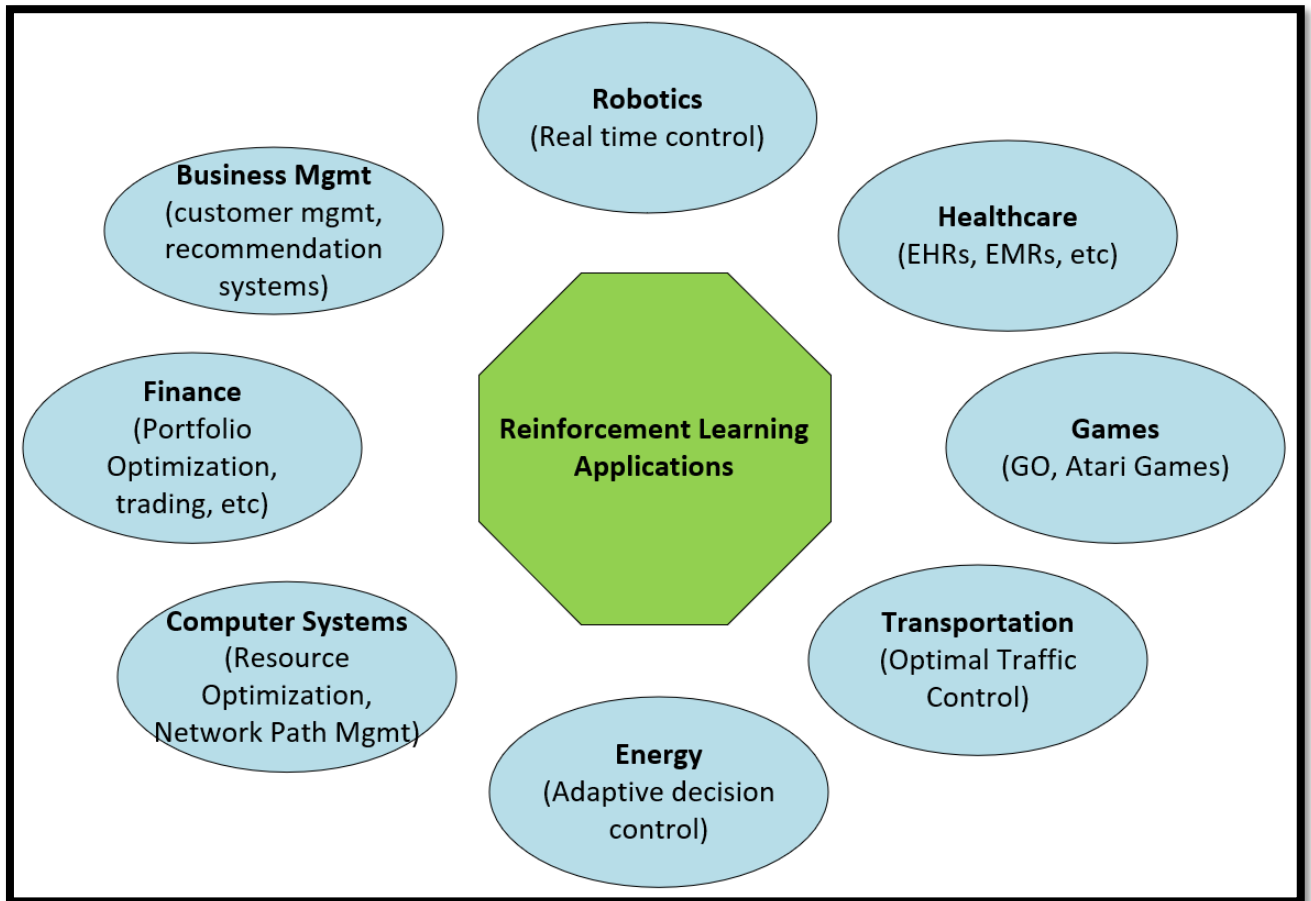 Robotics
(Real time control)
Business Mgmt
(customer mgmt,
recommendation
systems)
Healthcare
(EHRs, EMRs, etc)
Finance
(Portfolio
Optimization,
trading, etc)
Reinforcement Learning
Applications
Games
(GO, Atari Games)
Computer Systems
(Resource
Optimization,
Network Path Mgmt)
Transportation
(Optimal Traffic
Control)
Energy
(Adaptive decision
control)